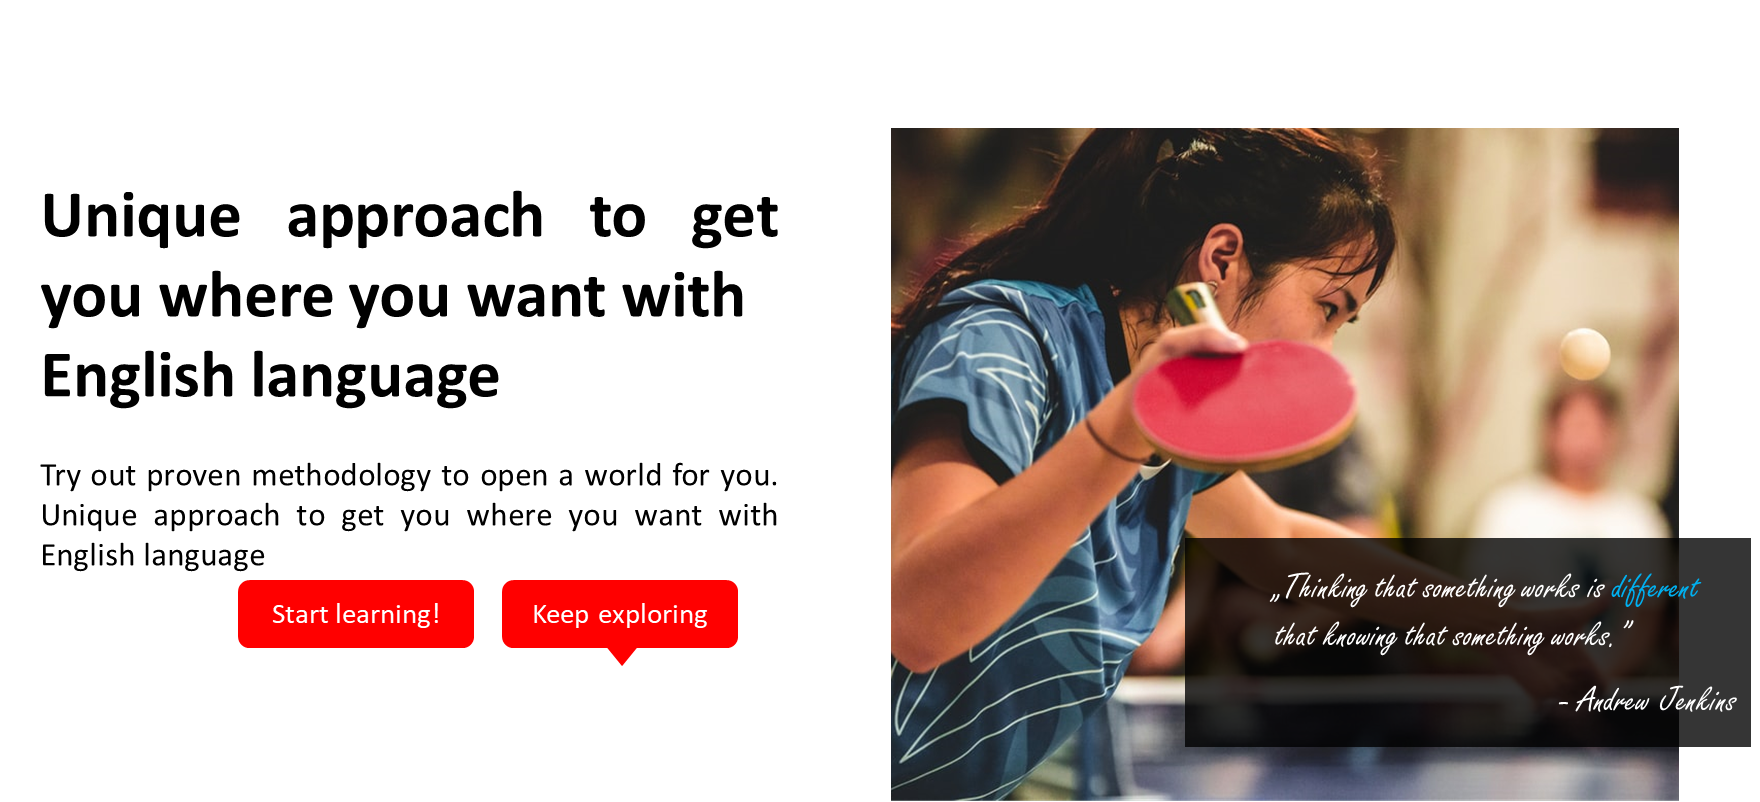 Unique approach to get
you where you want with
English language
Try out proven methodology to open a world for you.
Unique approach to get you where you want with
English language
Start learning!
Keep exploring
„Thinking that something works is different
that knowing that something works.”
- Andrew Jenkins